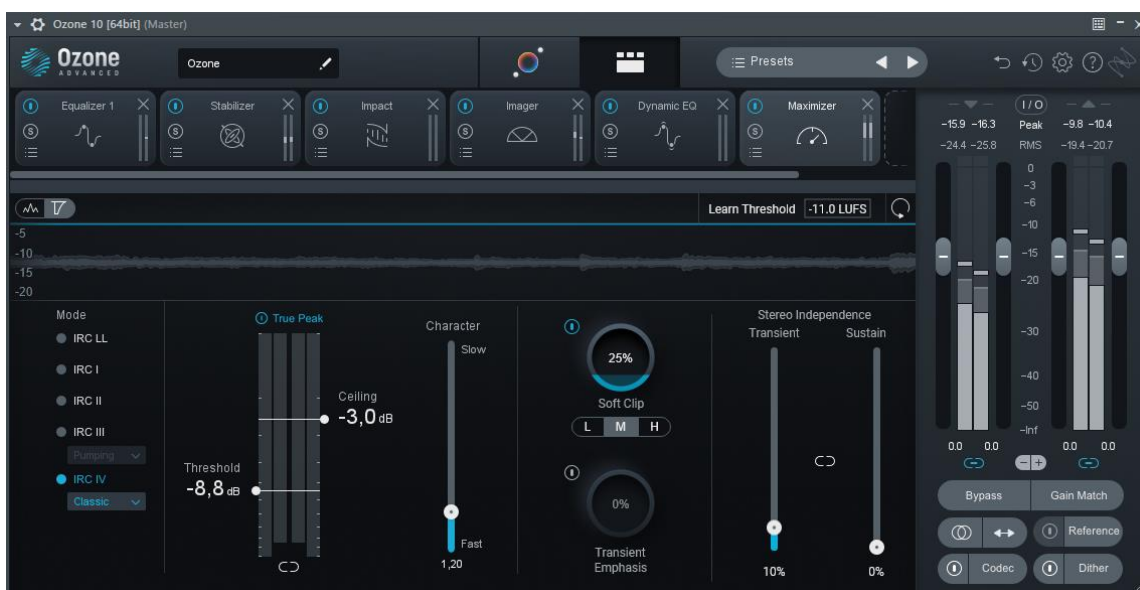 Ozone 10 [64bit] (Master)
Ozone
ADVANCED
Ozone
Presets
Equalizer 1
Stabilizer
Impact
Imager
Dynamic EQ
Maximizer
S
S
S
S
S
S
I / O
-15.9 -16.3 Peak -9.8 -10.4
-24.4 -25.8 RMS -19.4 -20.7
Learn Threshold -11.0 LUFS
-5
-10
-15
-20
Mode
IRC LL
IRC I
IRC II
IRC III
Pumping
IRC IV
Classic
True Peak
Threshold
-8,8 dB
Ceiling
-3,0 dB
Character
Slow
Fast
1,20
25%
Soft Clip
L M H
0%
Transient
Emphasis
Stereo Independence
Transient Sustain
10% 0%
0
-3
-6
-10
-15
-20
-30
-40
-50
-Inf
0.0 0.0 0.0 0.0
Bypass Gain Match
Reference
Codec Dither